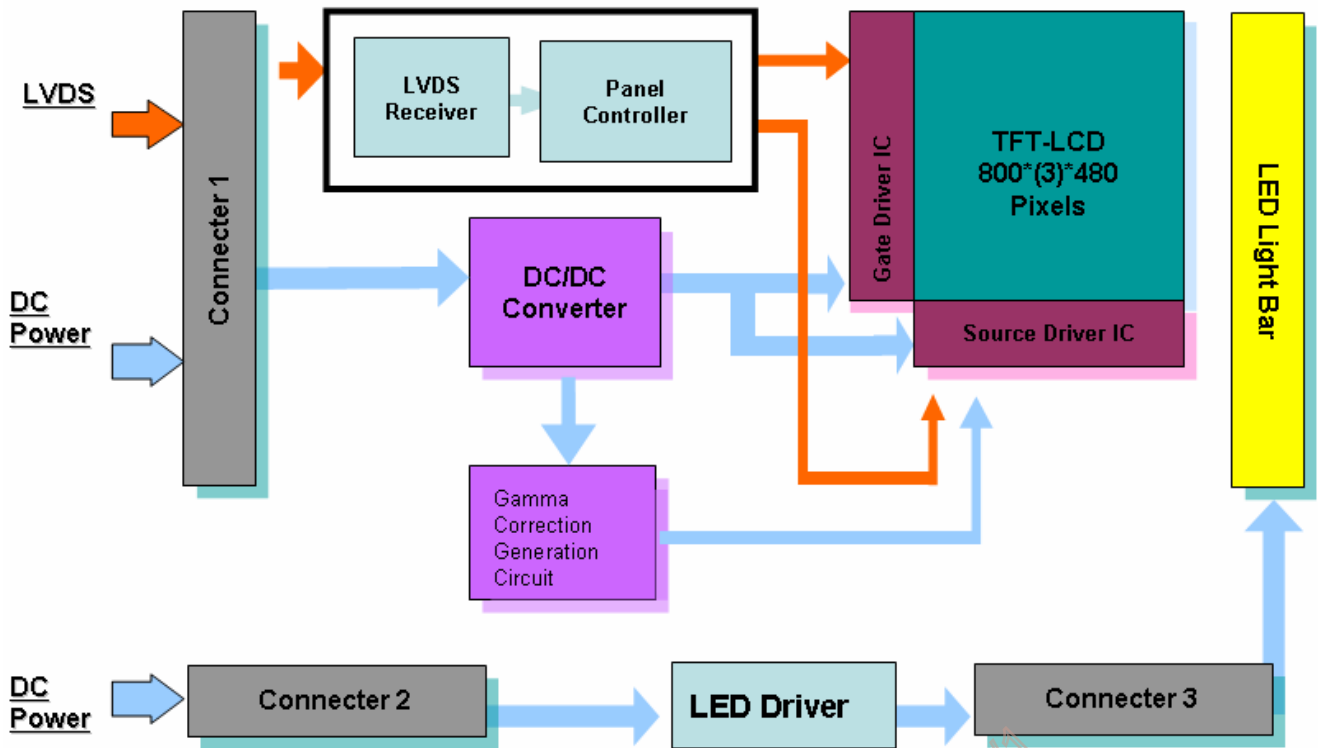 LVDS
DC
Power
Connecter 1
LVDS
Receiver
Panel
Controller
DC/DC
Converter
Gamma
Correction
Generation
Circuit
Gate Driver IC
TFT-LCD
800*(3)*480
Pixels
Source Driver IC
LED Light Bar
DC
Power
Connecter 2
LED Driver
Connecter 3